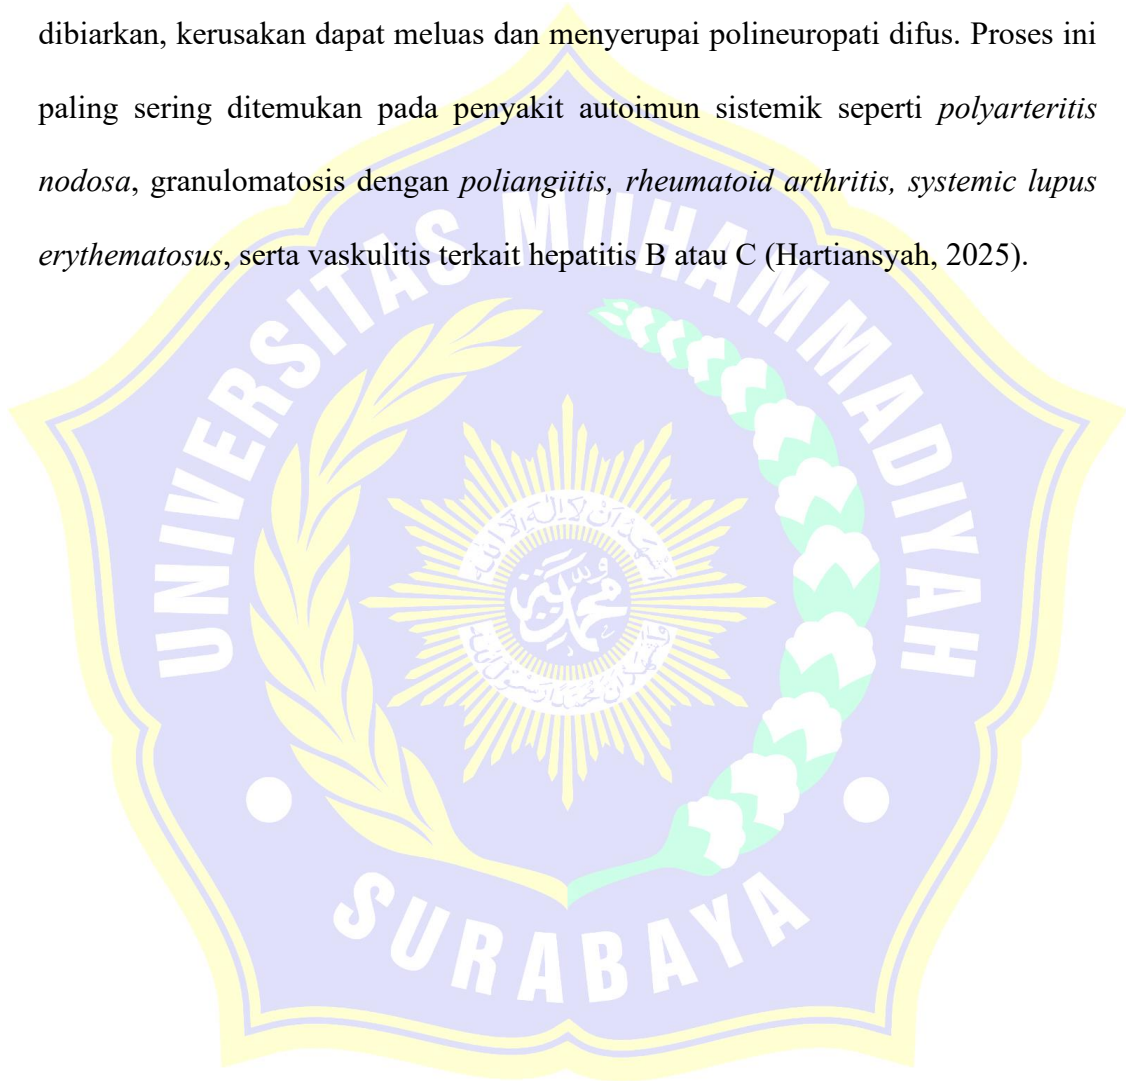 dibiarkan, kerusakan dapat meluas dan menyerupai polineuropati difus. Proses ini
paling sering ditemukan pada penyakit autoimun sistemik seperti polyarteritis
nodosa, granulomatosis dengan poliangiitis, rheumatoid arthritis, systemic lupus
erythematosus, serta vaskulitis terkait hepatitis B atau C (Hartiansyah, 2025).
UNIVERSITAS MUHAMMADIYAH
SURABAYA